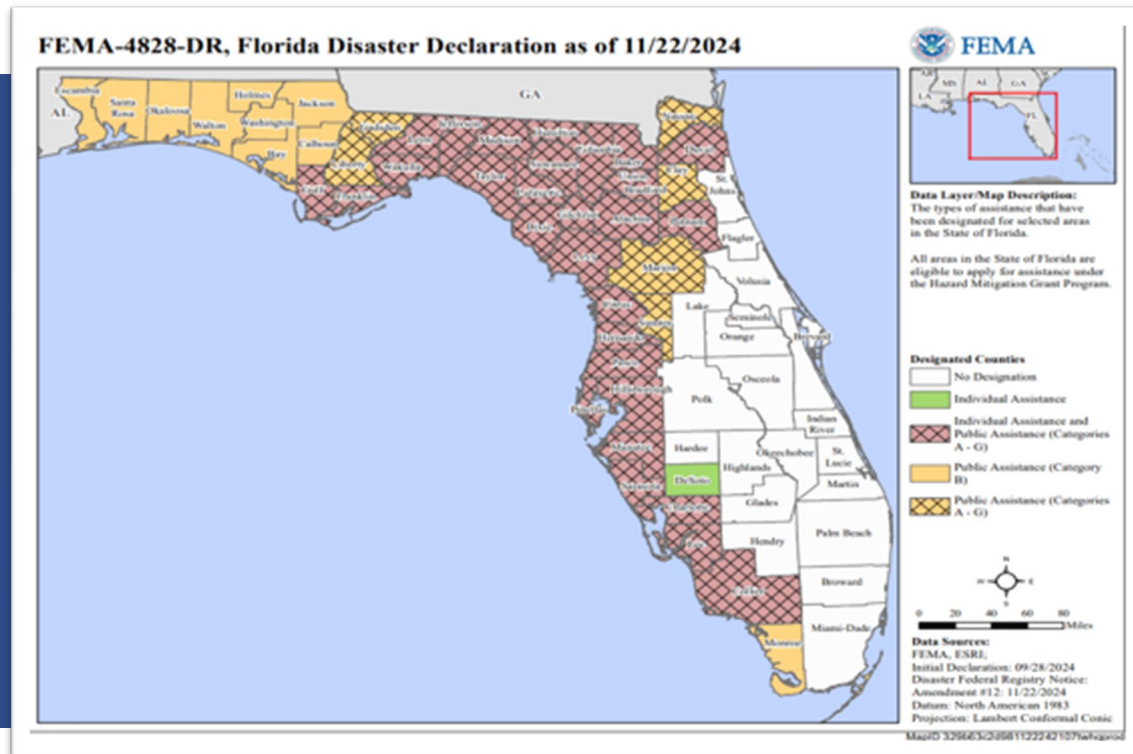 FEMA-4828-DR, Florida Disaster Declaration as of 11/22/2024
FEMA
AL
GA
MS
AL
GA
LA
FL
Escambia
Santa
Rosa
Okaloosa
Walton
Holmes
Washington
Bay
Jackson
Calhoun
Gadsden
Liberty
Gulf
Franklin
Leon
Wakulla
Jefferson
Madison
Taylor
Hamilton
Suwannee
Lafayette
Dixie
Columbia
Gilchrist
Levy
Baker
Union
Bradford
Alachua
Nassau
Duval
Clay
Putnam
St.
Johns
Flagler
Marion
Volusia
Citrus
Sumter
Lake
Seminole
Hernando
Orange
Brevard
Pasco
Hillsborough
Pinellas
Polk
Osceola
Indian
River
Manatee
Hardee
Okeechobee
St.
Lucie
Highlands
Sarasota
DeSoto
Martin
Charlotte
Glades
Lee
Hendry
Palm Beach
Collier
Broward
Monroe
Miami-Dade
Data Layer/Map Description:
The types of assistance that have
been designated for selected areas
in the State of Florida.
All areas in the State of Florida are
eligible to apply for assistance under
the Hazard Mitigation Grant Program.
Designated Counties
No Designation
Individual Assistance
Individual Assistance and
Public Assistance (Categories
A - G)
Public Assistance (Category
B)
Public Assistance (Categories
A - G)
N
W
E
S
0 20 40 60 80
Miles
Data Sources:
FEMA, ESRI;
Initial Declaration: 09/28/2024
Disaster Federal Registry Notice:
Amendment #12: 11/22/2024
Datum: North American 1983
Projection: Lambert Conformal Conic